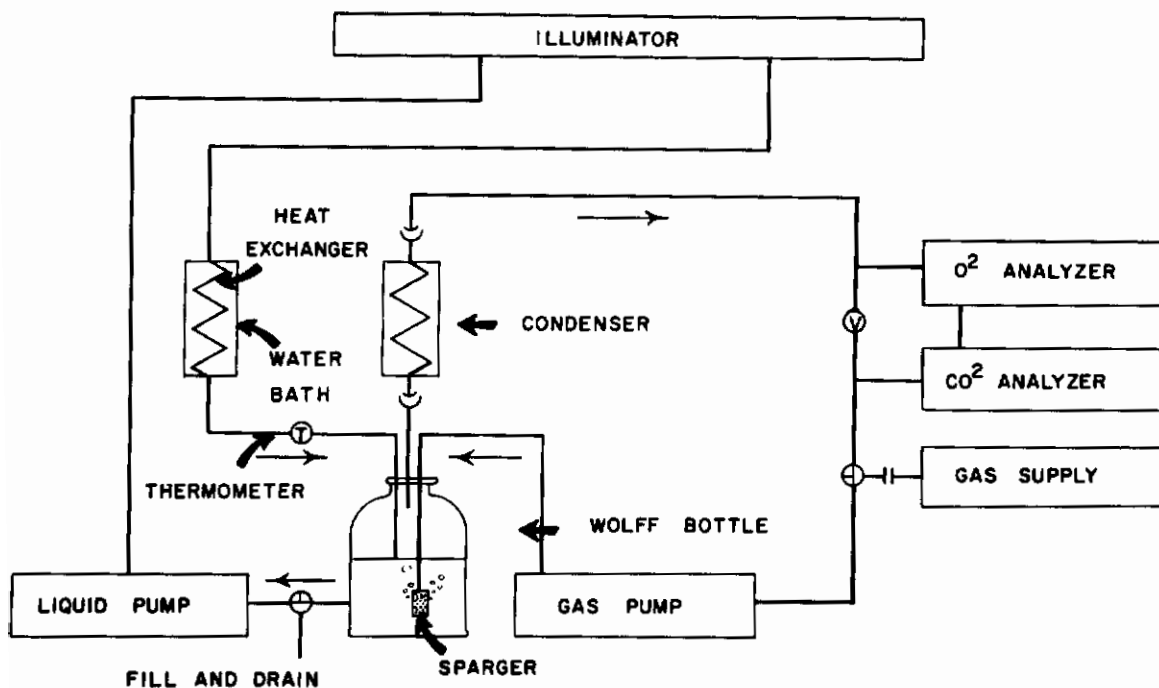 ILLUMINATOR
HEAT
EXCHANGER
WATER
BATH
CONDENSER
O² ANALYZER
V
CO² ANALYZER
T
THERMOMETER
GAS SUPPLY
WOLFF BOTTLE
LIQUID PUMP
GAS PUMP
SPARGER
FILL AND DRAIN